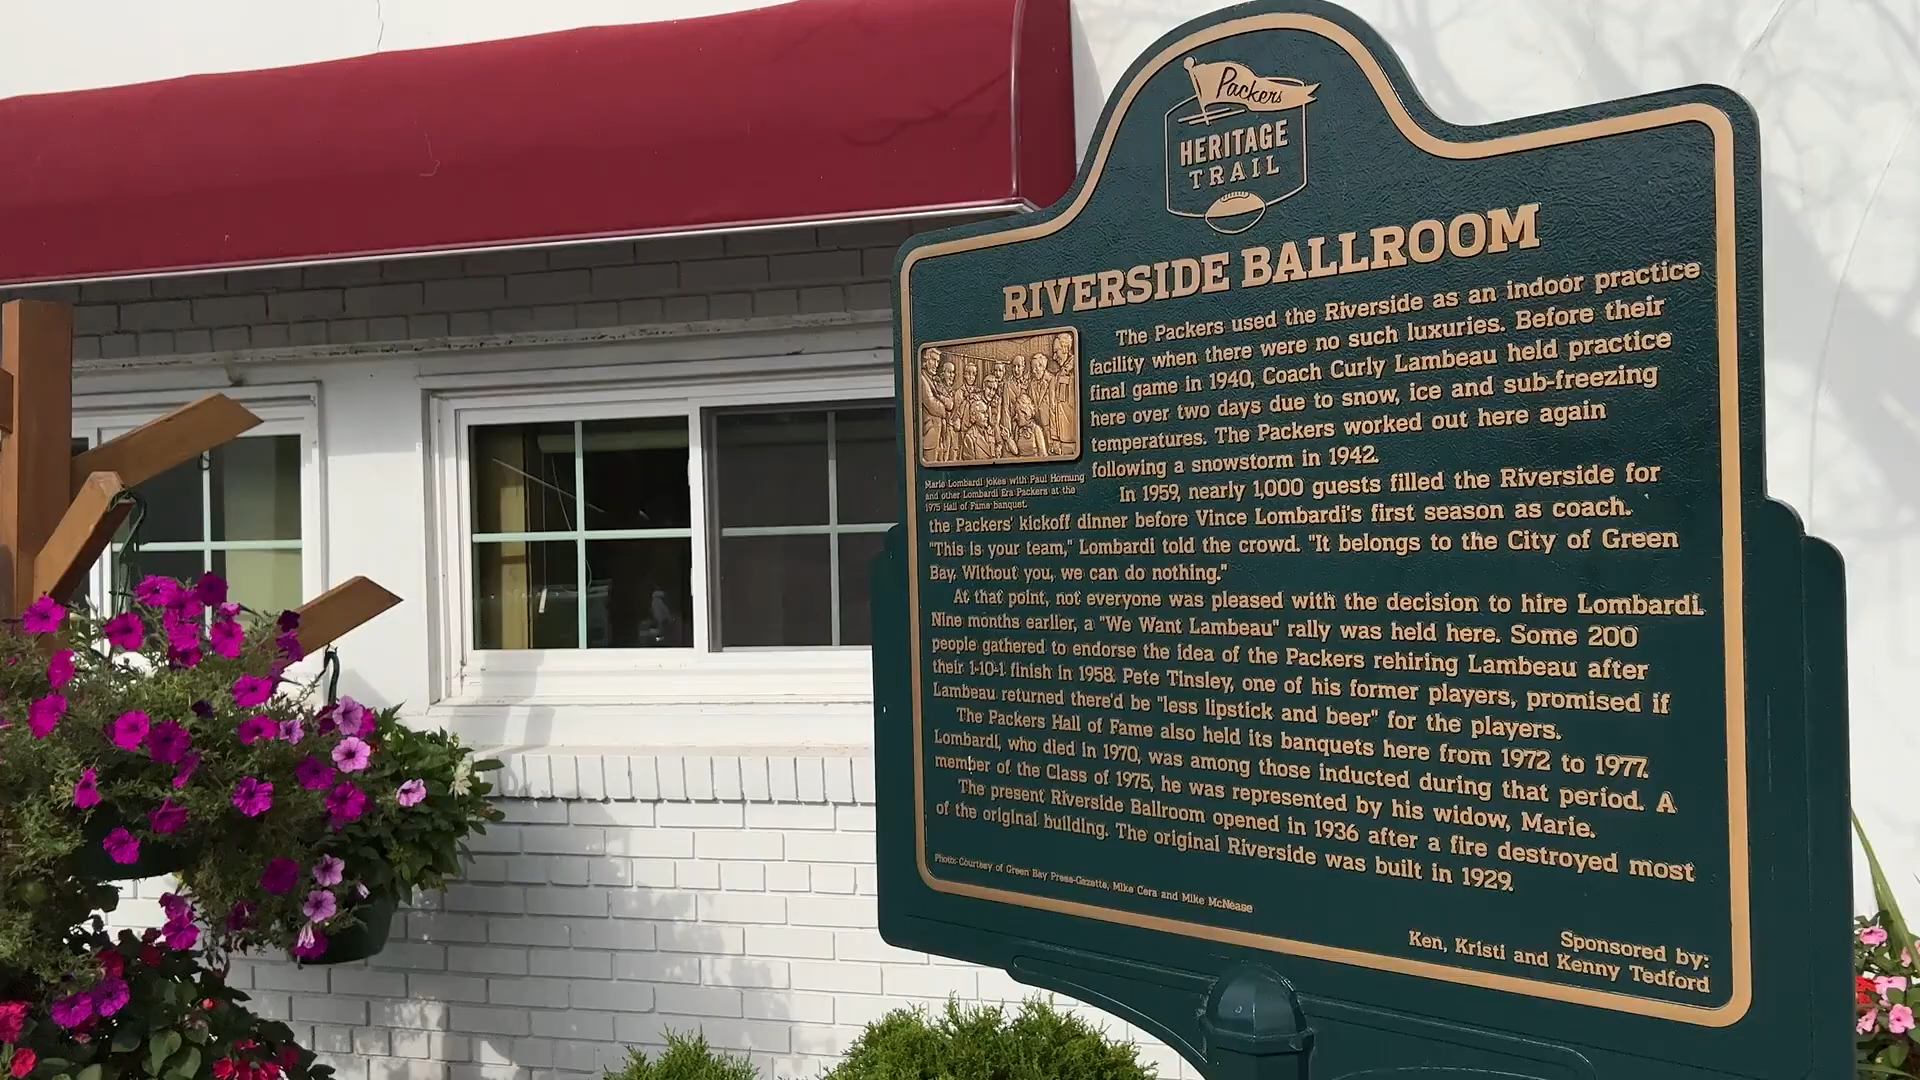 Packers
HERITAGE
TRAIL
RIVERSIDE BALLROOM
The Packers used the Riverside as an indoor practice
facility when there were no such luxuries. Before their
final game in 1940, Coach Curly Lambeau held practice
here over two days due to snow, ice and sub-freezing
temperatures. The Packers worked out here again
following a snowstorm in 1942.
Marie Lombardi jokes with Paul Hornung
and other Lombardi Era Packers at the
1975 Hall of Fame banquet.
In 1959, nearly 1,000 guests filled the Riverside for
the Packers' kickoff dinner before Vince Lombardi's first season as coach.
"This is your team," Lombardi told the crowd. "It belongs to the City of Green
Bay. Without you, we can do nothing."
At that point, not everyone was pleased with the decision to hire Lombardi.
Nine months earlier, a "We Want Lambeau" rally was held here. Some 200
people gathered to endorse the idea of the Packers rehiring Lambeau after
their 1-10-1 finish in 1958. Pete Tinsley, one of his former players, promised if
Lambeau returned there'd be "less lipstick and beer" for the players.
The Packers Hall of Fame also held its banquets here from 1972 to 1977.
Lombardi, who died in 1970, was among those inducted during that period. A
member of the Class of 1975, he was represented by his widow, Marie.
The present Riverside Ballroom opened in 1936 after a fire destroyed most
of the original building. The original Riverside was built in 1929.
Photo: Courtesy of Green Bay Press-Gazette, Mike Cera and Mike McNease
Sponsored by:
Ken, Kristi and Kenny Tedford